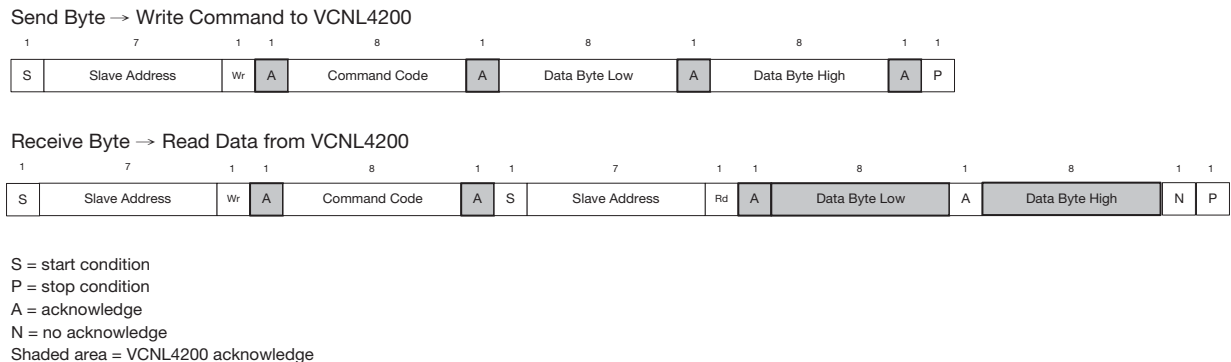 Send Byte → Write Command to VCNL4200
1 7 1 1 8 1 8 1 8 1 1
S Slave Address Wr A Command Code A Data Byte Low A Data Byte High A P
Receive Byte → Read Data from VCNL4200
1 7 1 1 8 1 1 7 1 1 8 1 8 1 1
S Slave Address Wr A Command Code A S Slave Address Rd A Data Byte Low A Data Byte High N P
S = start condition
P = stop condition
A = acknowledge
N = no acknowledge
Shaded area = VCNL4200 acknowledge